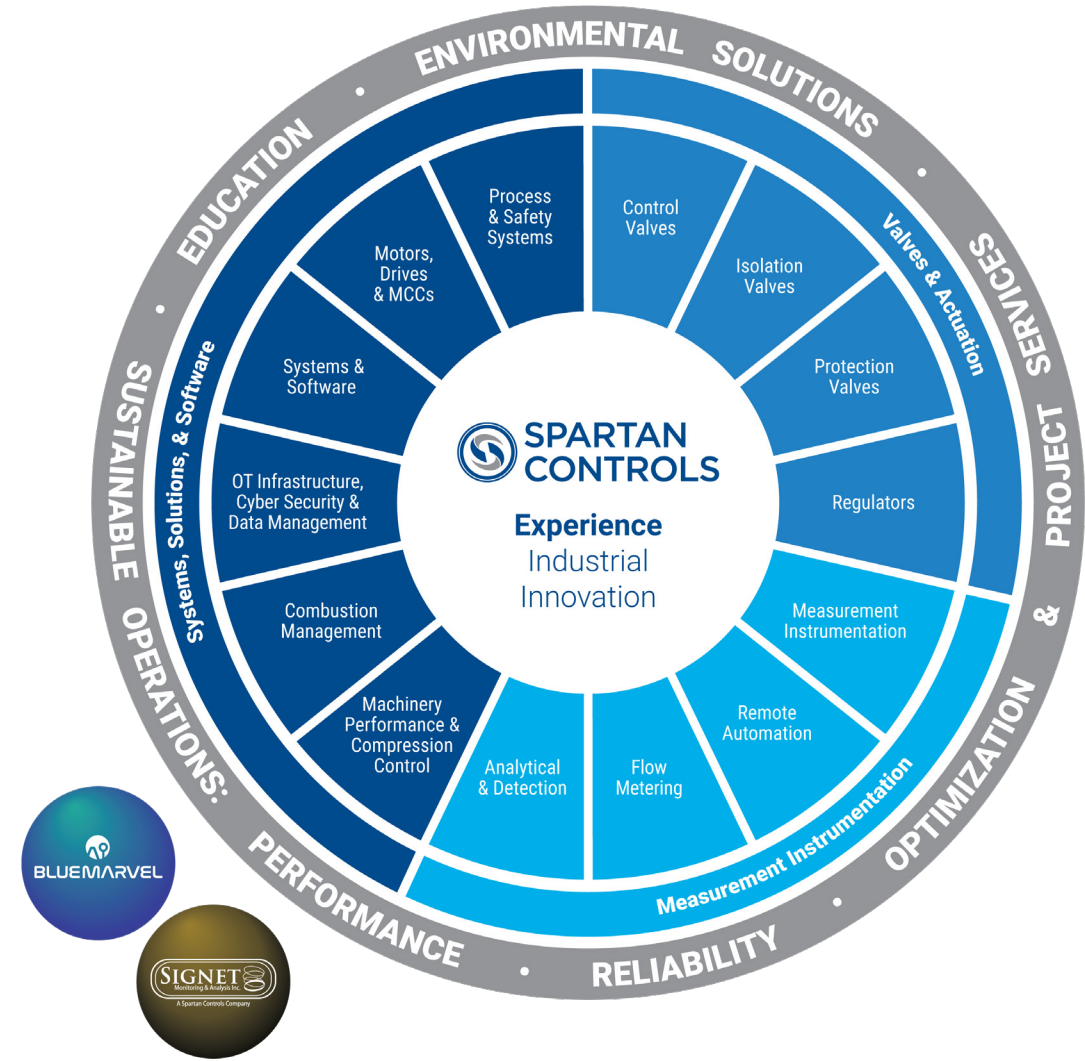 ENVIRONMENTAL SOLUTIONS • PROJECT SERVICES & OPTIMIZATION • RELIABILITY • PERFORMANCE
SUSTAINABLE OPERATIONS: • EDUCATION •
Valves & Actuation
Control
Valves
Isolation
Valves
Protection
Valves
Regulators
Measurement Instrumentation
Measurement
Instrumentation
Remote
Automation
Flow
Metering
Analytical
& Detection
Systems, Solutions, & Software
Machinery
Performance &
Compression
Control
Combustion
Management
OT Infrastructure,
Cyber Security &
Data Management
Systems &
Software
Motors,
Drives
& MCCs
Process
& Safety
Systems
SPARTAN
CONTROLS
Experience
Industrial
Innovation
BLUEMARVEL
SIGNET
Monitoring & Analysis Inc.
A Spartan Controls Company